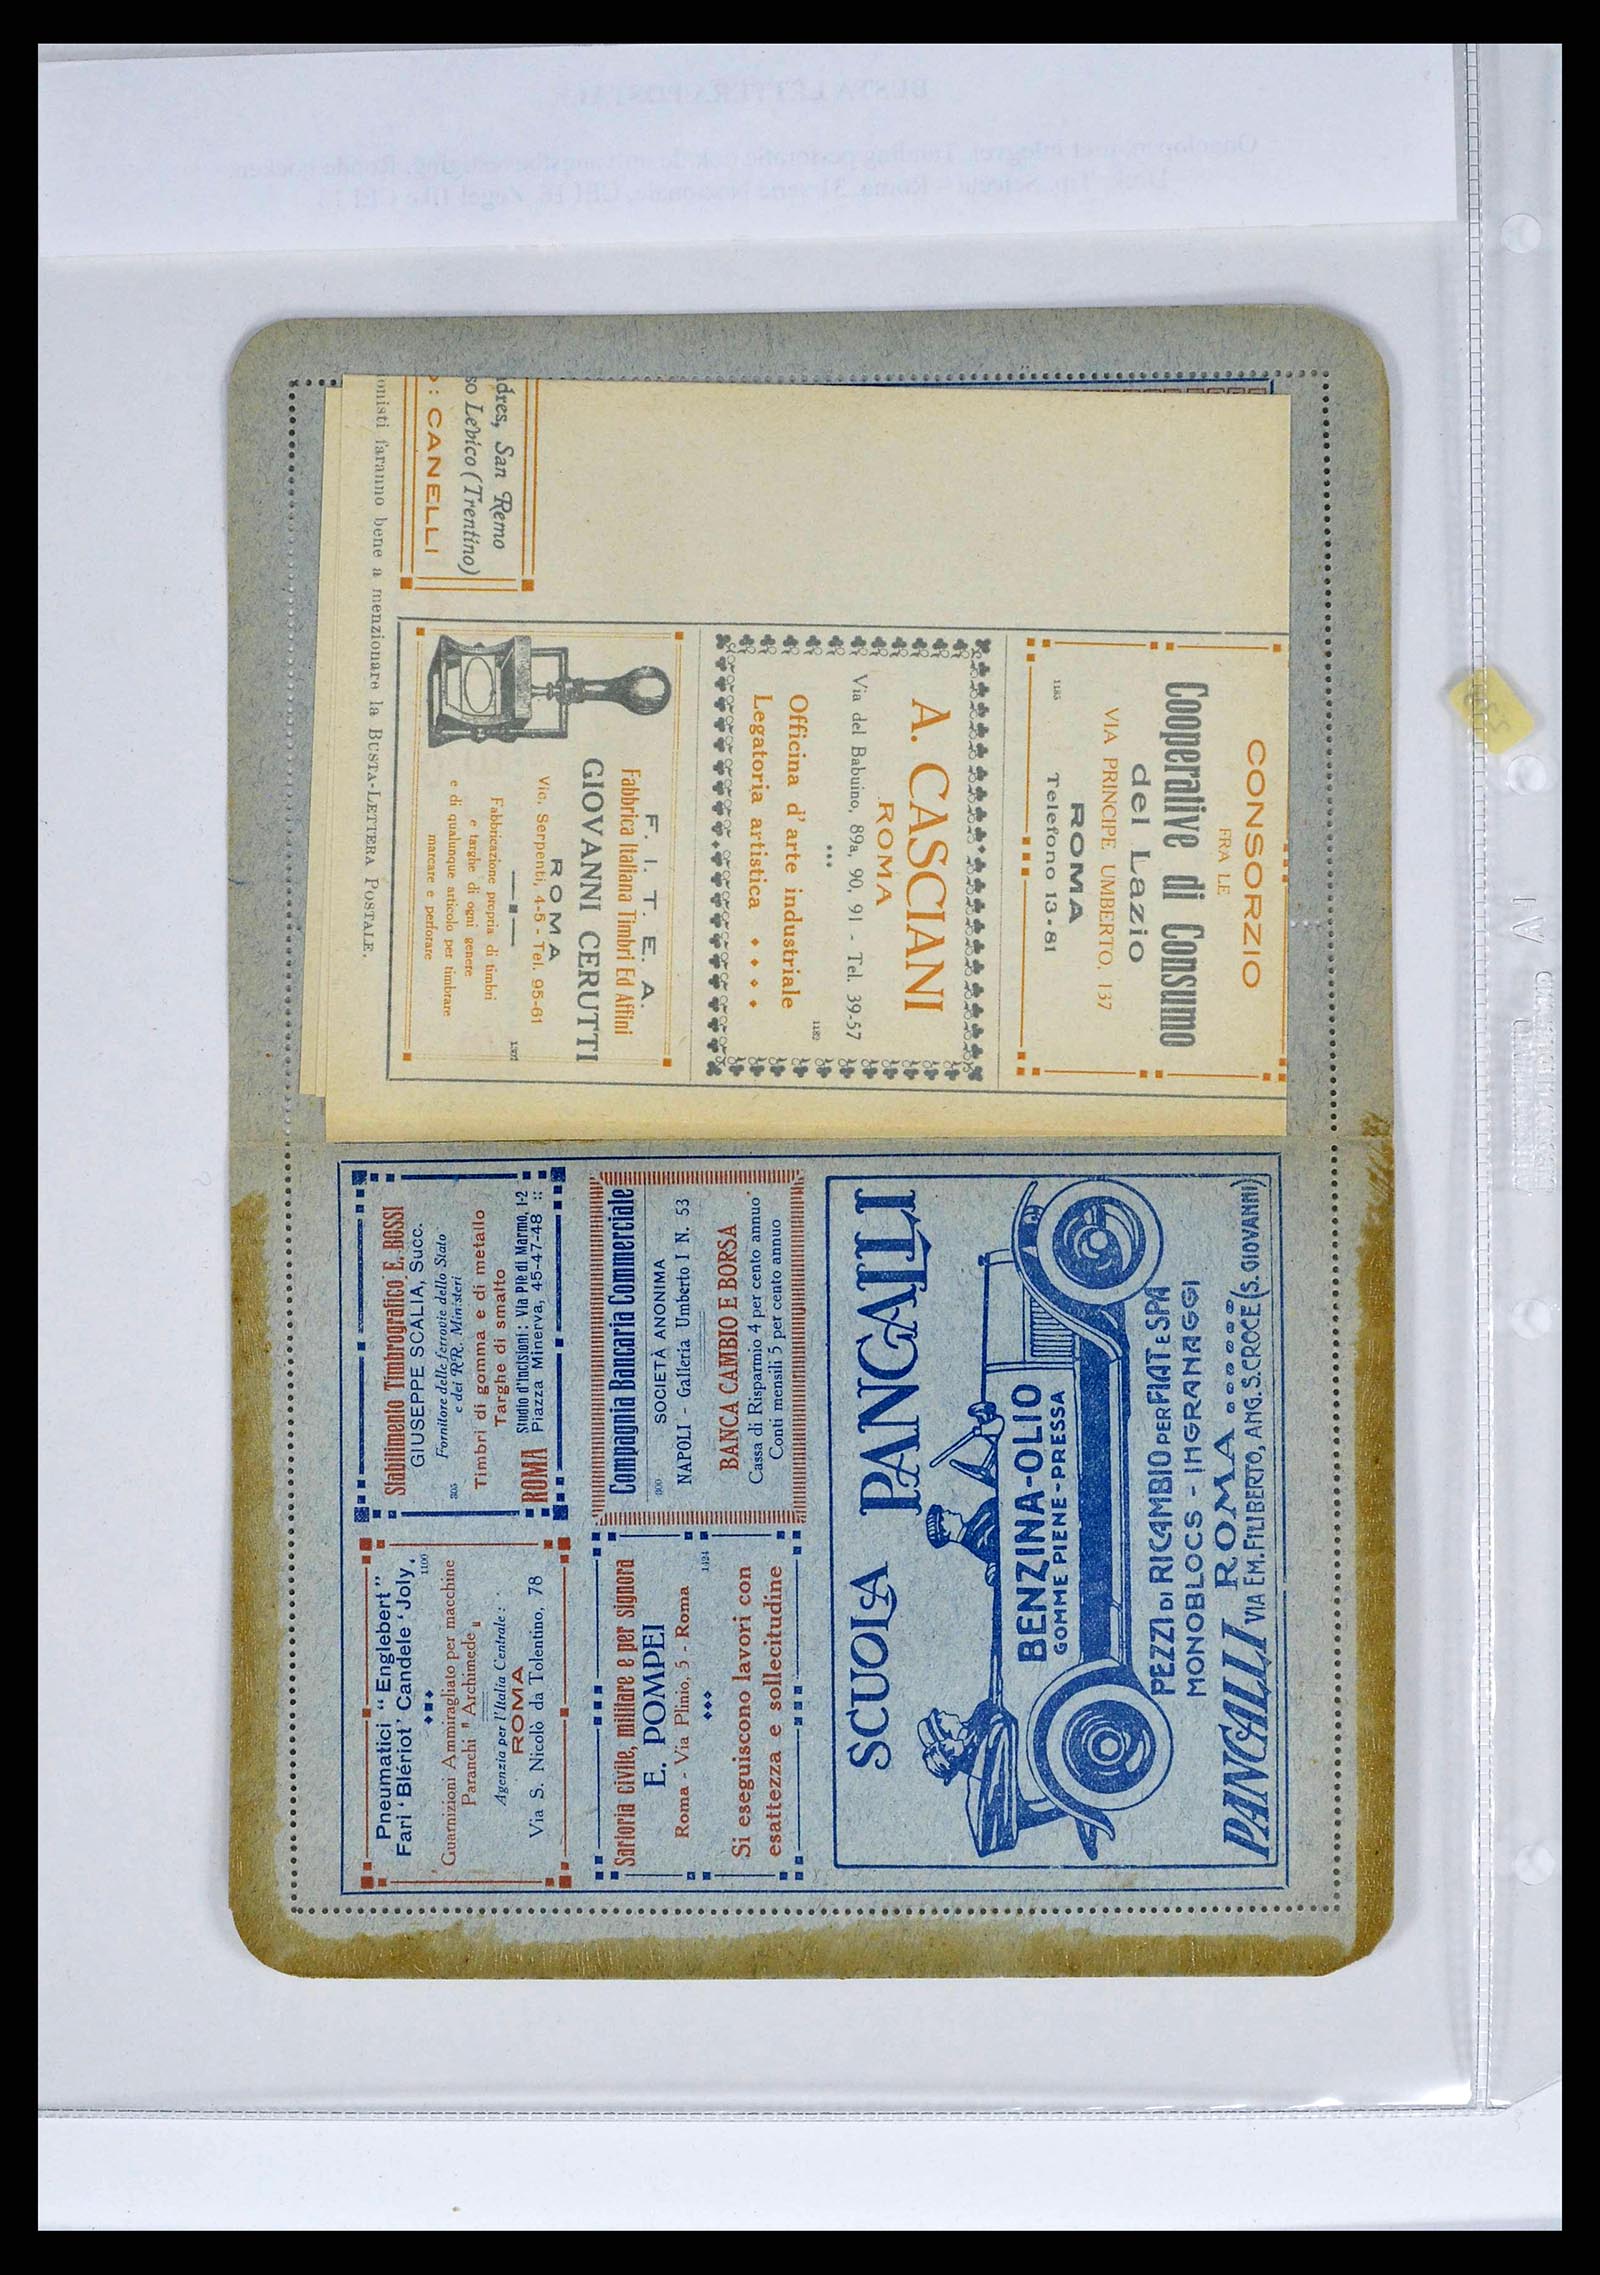 CONSORZIO
FRA LE
Cooperative di Consumo
del Lazio
VIA PRINCIPE UMBERTO, 137
ROMA
Telefono 13-81
1185
A. CASCIANI
ROMA
Via del Babuino, 89a, 90, 91 - Tel. 39-57
Officina d'arte industriale
Legatoria artistica
1182
F. I. T. E. A.
Fabbrica Italiana Timbri Ed Affini
GIOVANNI CERUTTI
ROMA
Vic. Serpenti, 4-5 - Tel. 95-61
Fabbricazione propria di timbri
e targhe di ogni genere
e di qualunque articolo per timbrare
marcare e perforare
1371
dres, San Remo
so Levico (Trentino)
: CANELLI
onisti faranno bene a menzionare la BUSTA-LETTERA POSTALE.
Stabilimento Timbrografico E. BOSSI
GIUSEPPE SCALIA, Succ.
Fornitore delle ferrovie dello Stato
e dei RR. Ministeri
805
Timbri di gomma e di metallo
Targhe di smalto
ROMA
Studio d'incisioni: Via Piè di Marmo, 1-2
Piazza Minerva, 45-47-48 ::
Pneumatici "Englebert"
Fari 'Blériot' Candele 'Joly,
1100
Guarnizioni Ammiragliato per macchine
Paranchi "Archimede"
Agenzia per l'Italia Centrale:
ROMA
Via S. Nicolò da Tolentino, 78
Compagnia Bancaria Commerciale
SOCIETÀ ANONIMA
NAPOLI - Galleria Umberto I N. 53
BANCA CAMBIO E BORSA
Cassa di Risparmio 4 per cento annuo
Conti mensili 5 per cento annuo
Sartoria civile, militare e per signora
E. POMPEI
Roma - Via Plinio, 5 - Roma
1424
Si eseguiscono lavori con
esattezza e sollecitudine
SCUOLA PANGALLI
BENZINA-OLIO
GOMME PIENE-PRESSA
PEZZI DI RICAMBIO PER FIAT E SPA
MONOBLOCS - INGRANAGGI
PANGALLI ROMA
VIA EM. FILIBERTO, ANG. S. CROCE (S. GIOVANNI)